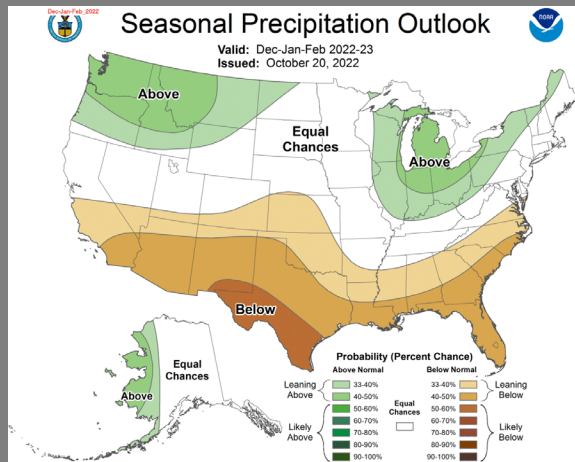 Dec-Jan-Feb_2022
Seasonal Precipitation Outlook
NOAA
Valid: Dec-Jan-Feb 2022-23
Issued: October 20, 2022
Above
Equal
Chances
Above
Below
Equal
Chances
Above
Probability (Percent Chance)
Above Normal
Below Normal
Leaning
Above
33-40%
40-50%
Likely
Above
50-60%
60-70%
70-80%
80-90%
90-100%
Equal
Chances
33-40%
40-50%
Leaning
Below
50-60%
60-70%
70-80%
80-90%
90-100%
Likely
Below